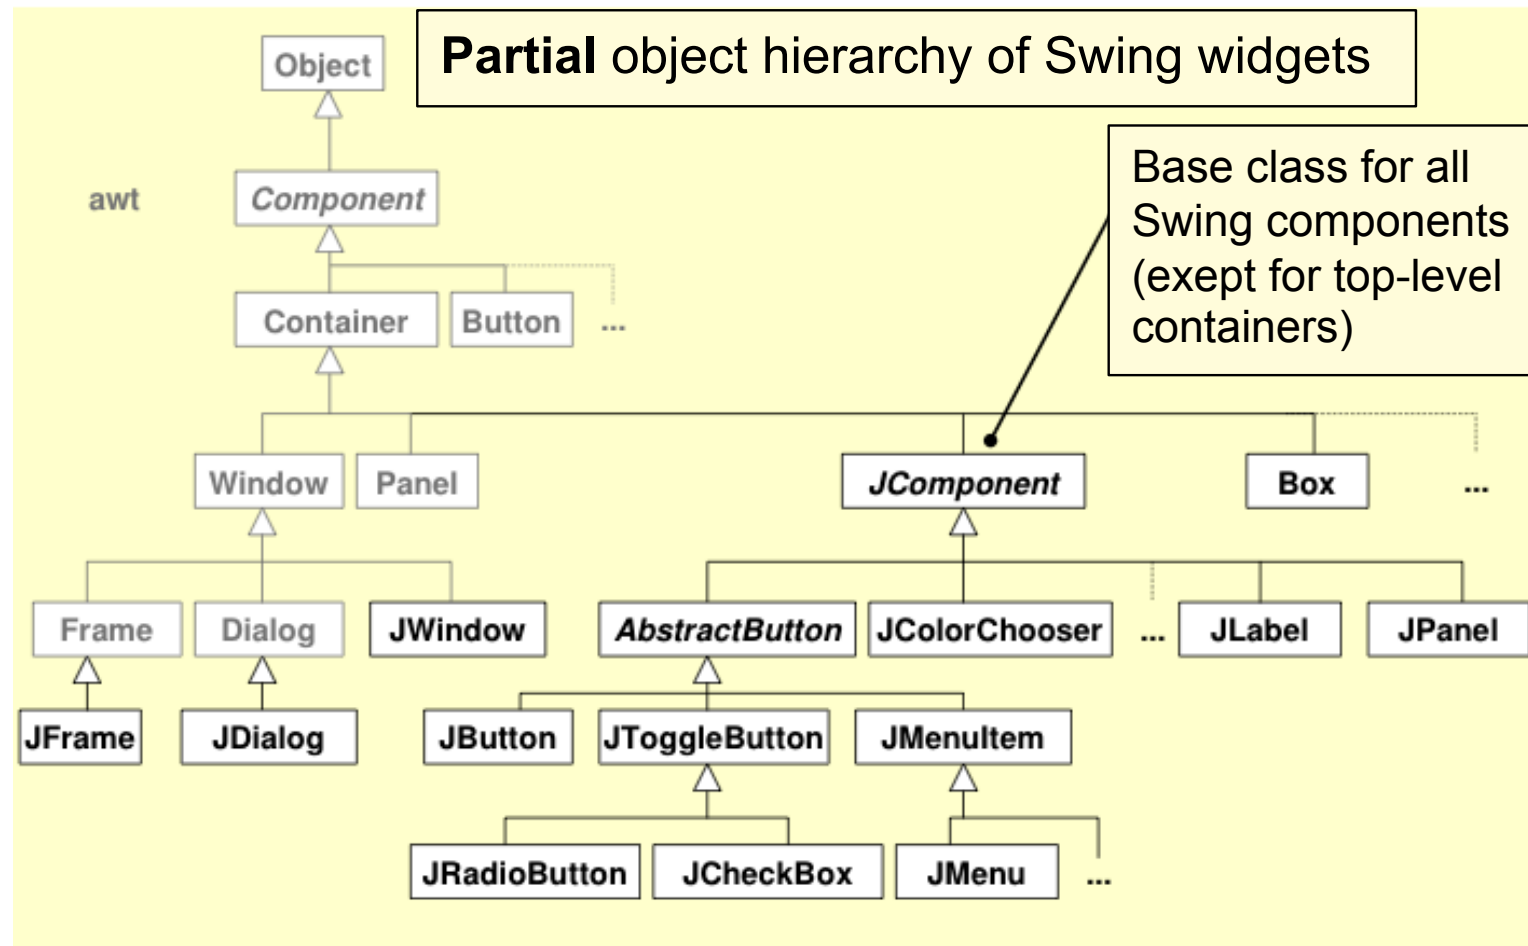 Object
Partial object hierarchy of Swing widgets
Base class for all
Swing components
(exept for top-level
containers)
awt
Component
Container
Button
...
Window
Panel
JComponent
Box
...
Frame
Dialog
JWindow
AbstractButton
JColorChooser
...
JLabel
JPanel
JFrame
JDialog
JButton
JToggleButton
JMenuItem
JRadioButton
JCheckBox
JMenu
...